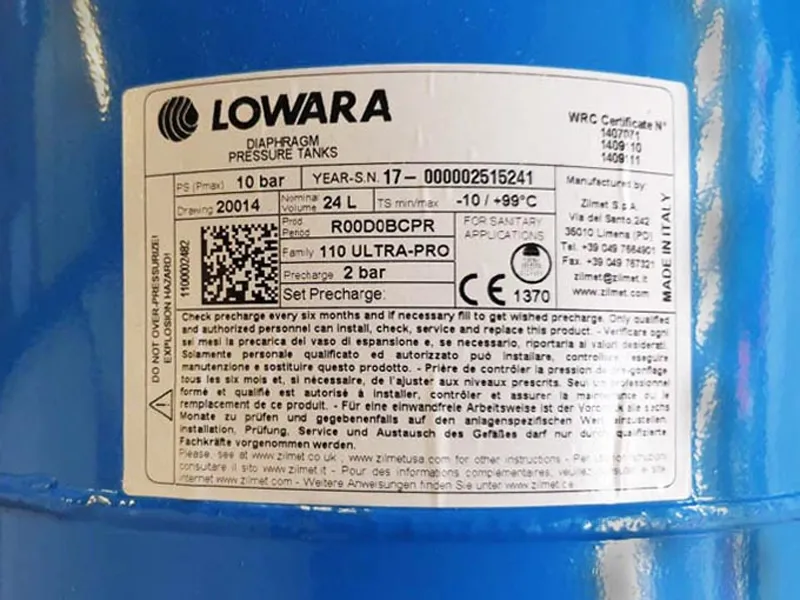 LOWARA
DIAPHRAGM
PRESSURE TANKS
WRC Certificate N°
1407071
1409110
1409111
PS (Pmax) 10 bar
YEAR-S.N. 17- 000002515241
Drawing 20014
Nominal Volume 24 L
TS min/max -10 / +99°C
Prod. Period R00D0BCPR
Family 110 ULTRA-PRO
Precharge 2 bar
Set Precharge:
1100002482
FOR SANITARY
APPLICATIONS
CE 1370
Manufactured by:
Zilmet S.p.A.
Via del Santo, 242
35010 Limena (PD)
Tel. +39 049 7664901
Fax. +39 049 767321
zilmet@zilmet.it
www.zilmet.com
MADE IN ITALY
DO NOT OVER-PRESSURIZE!
EXPLOSION HAZARD!
Check precharge every six months and if necessary fill to get wished precharge. Only qualified
and authorized personnel can install, check, service and replace this product. - Verificare ogni
sei mesi la precarica del vaso di espansione e, se necessario, riportarla ai valori desiderati.
Solamente personale qualificato ed autorizzato può installare, eseguire
manutenzione e sostituire questo prodotto. - Prière de contrôler la pression de
tous les six mois et, si nécessaire, de l'ajuster aux niveaux prescrits. Seul
formé et qualifié est autorisé à installer, contrôler et assurer la maintenance ou le
remplacement de ce produit. - Für eine einwandfreie Arbeitsweise ist der alle sechs
Monate zu prüfen und gegebenenfalls auf den anlagenspezifischen Wert einzustellen.
Installation, Prüfung, Service und Austausch des Gefäßes darf nur durch qualifizierte
Fachkräfte vorgenommen werden.
Please, see at www.zilmet.co.uk , www.zilmetusa.com for other instructions -
consultare il sito www.zilmet.it - Pour des informations complementaires, site
internet www.zilmet.com - Weitere Anweisungen finden Sie unter www.zilmet.de